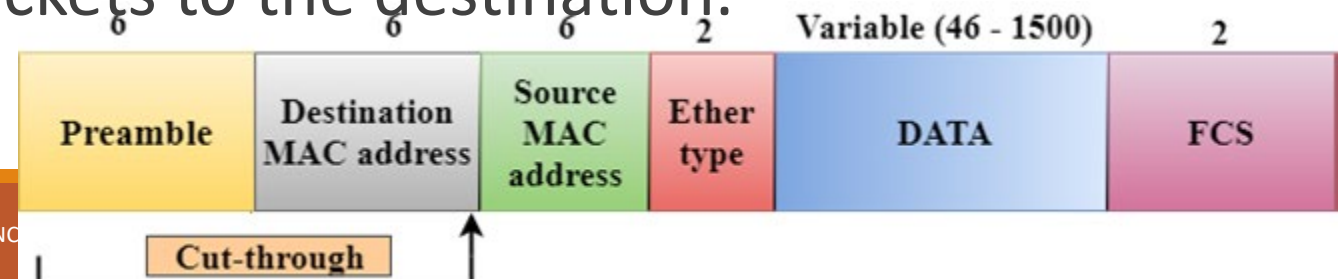 ckets to the destination.
6 6 6 2 Variable (46 - 1500) 2
Preamble
Destination
MAC address
Source
MAC
address
Ether
type
DATA
FCS
NC
Cut-through